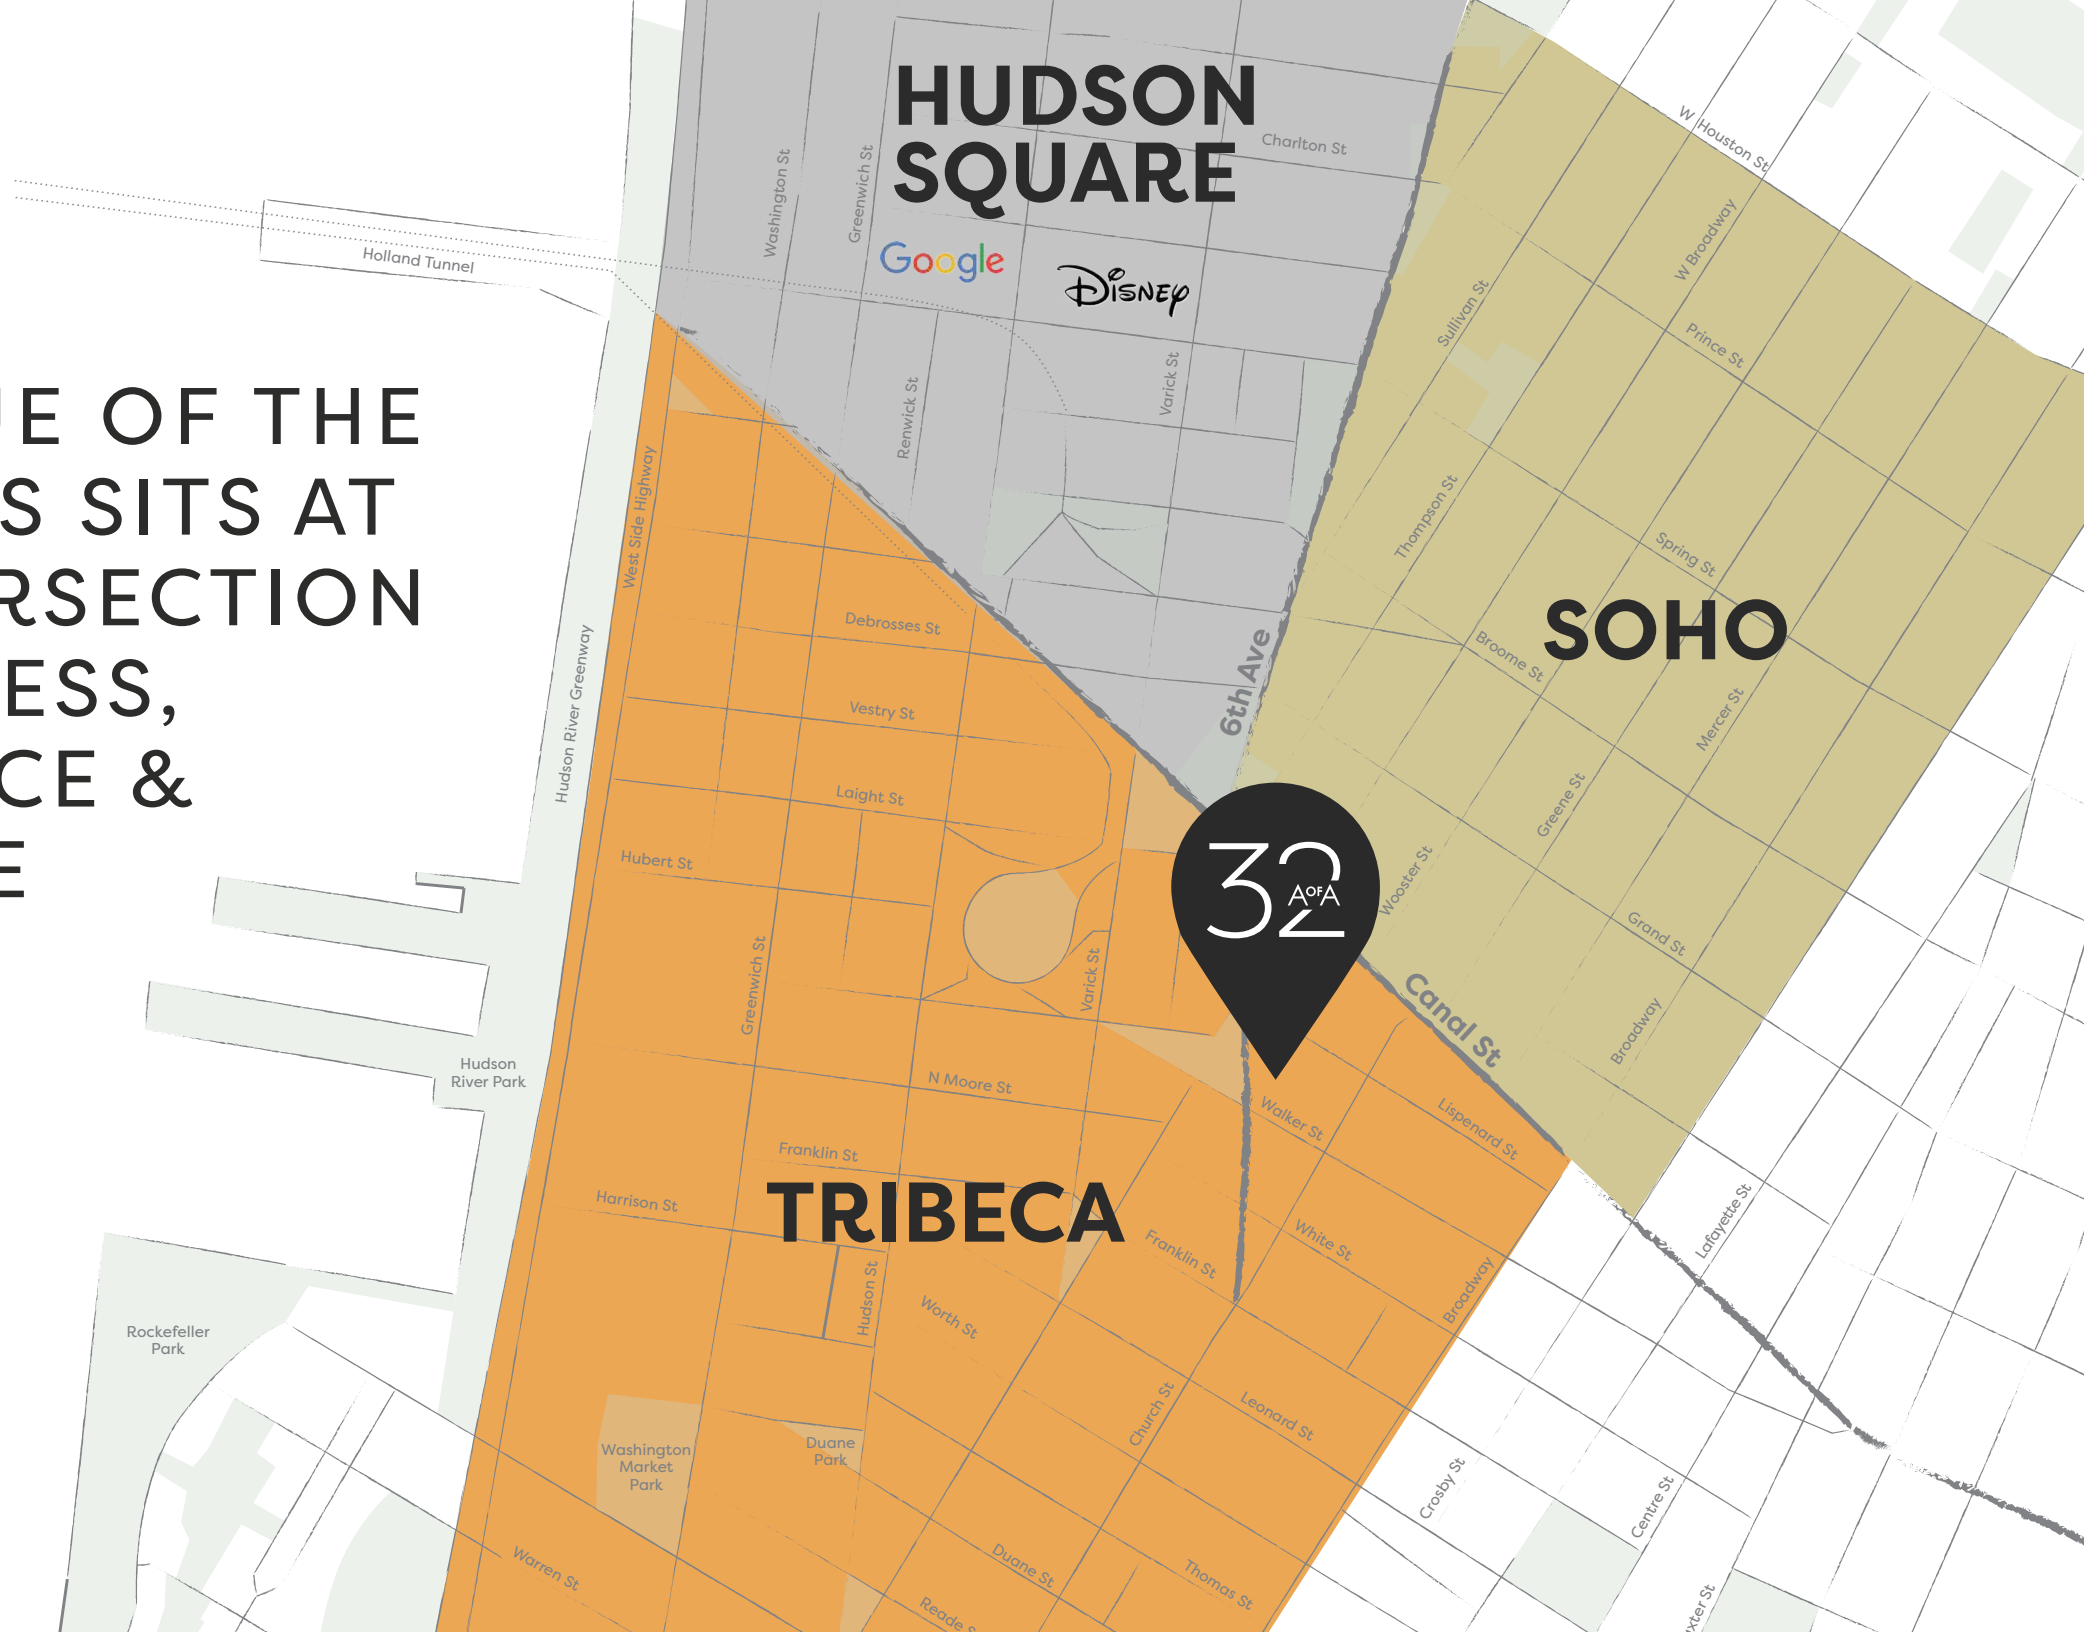 HUDSON
SQUARE
Google
Disney
Charlton St
W Houston St
Washington St
Greenwich St
Holland Tunnel
W Broadway
Sullivan St
Prince St
Varick St
Renwick St
OF THE
S SITS AT
West Side Highway
Thompson St
Spring St
SOHO
Debrosses St
Broome St
6th Ave
Hudson River Greenway
Vestry St
Mercer St
CE &
Laight St
Greene St
Hubert St
32
AOFA
Wooster St
Grand St
Greenwich St
Varick St
Canal St
Broadway
Hudson
River Park
N Moore St
Walker St
Lispenard St
Franklin St
TRIBECA
Harrison St
Franklin St
White St
Lafayette St
Hudson St
Worth St
Broadway
Rockefeller
Park
Church St
Leonard St
Washington
Market
Park
Duane
Park
Crosby St
Centre St
Warren St
Duane St
Thomas St
Reade S